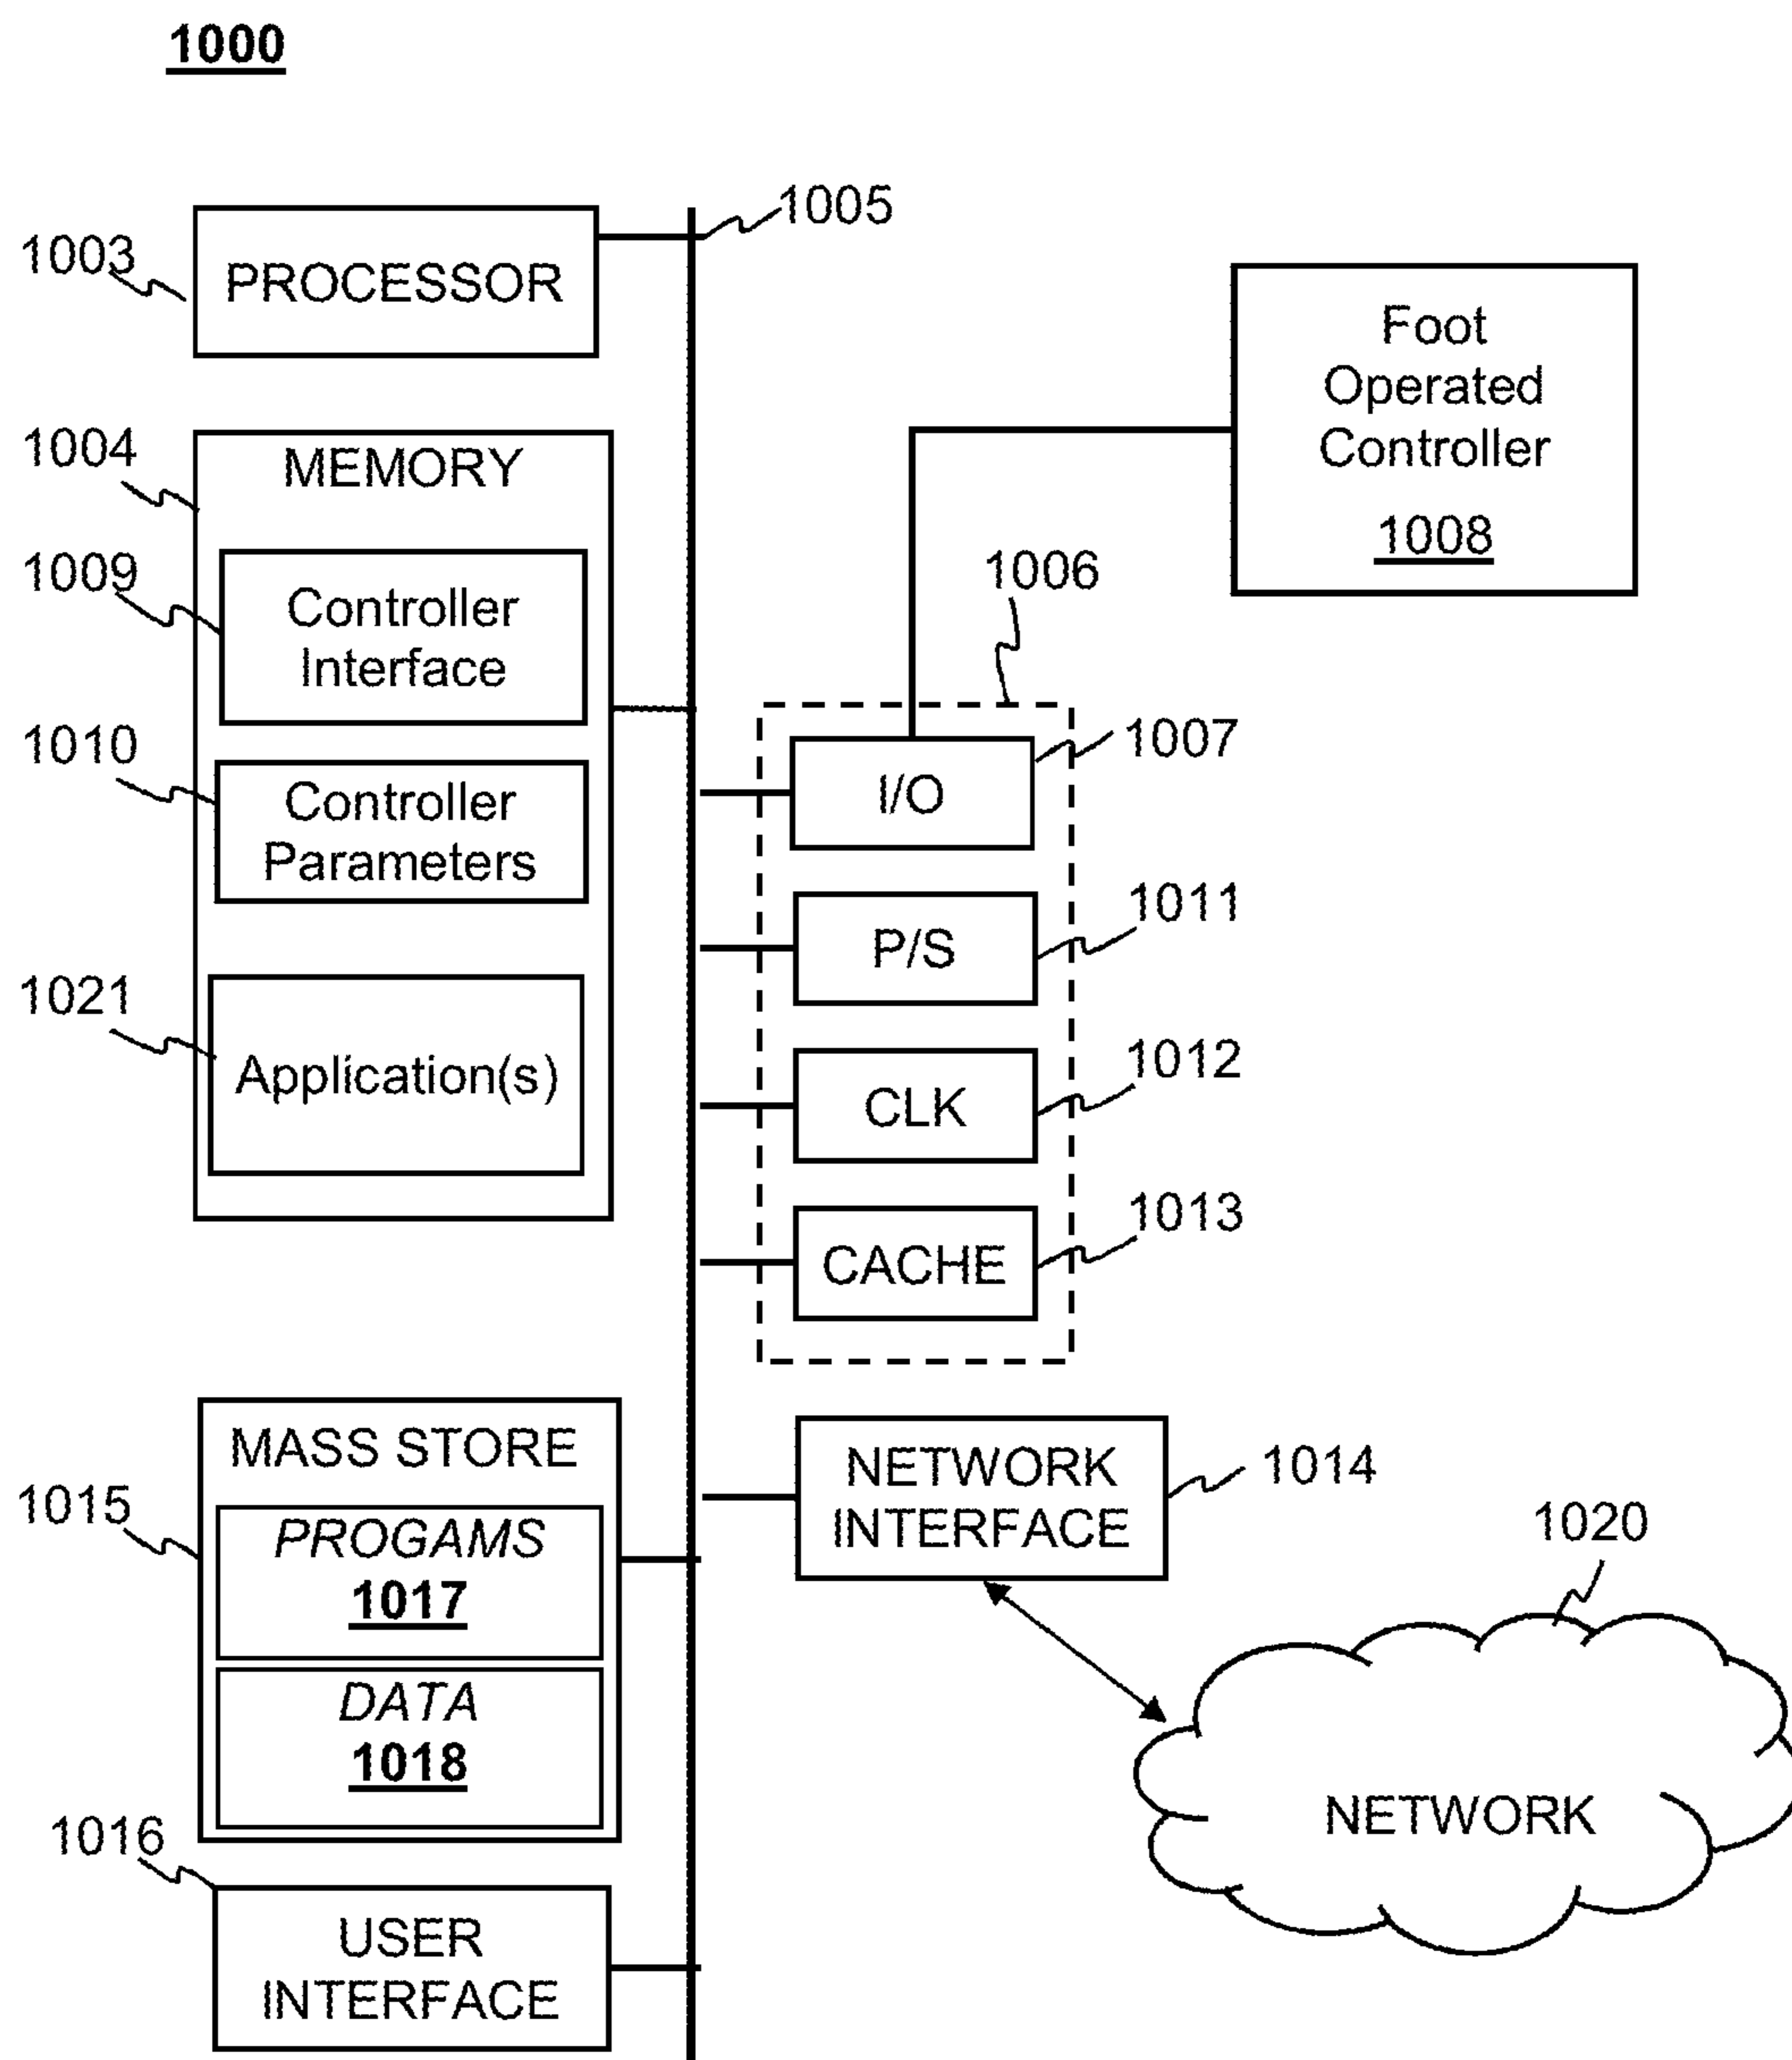 1000
1005
1003
PROCESSOR
Foot
Operated
Controller
1008
1004
MEMORY
1009
Controller
Interface
1006
1010
Controller
Parameters
1007
I/O
1011
P/S
1021
Application(s)
1012
CLK
1013
CACHE
MASS STORE
1015
PROGAMS
1017
DATA
1018
NETWORK
INTERFACE
1014
1020
NETWORK
1016
USER
INTERFACE